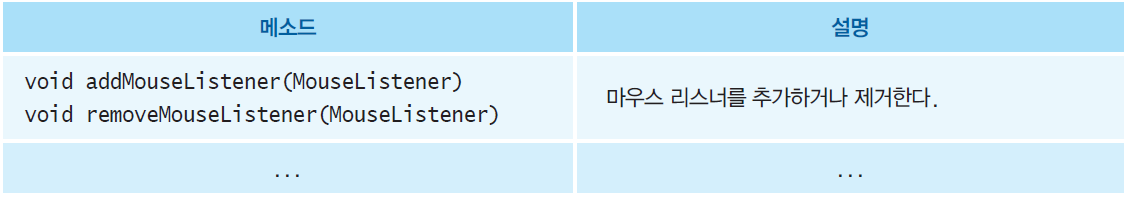 메소드
설명
void addMouseListener(MouseListener)
void removeMouseListener(MouseListener)
마우스 리스너를 추가하거나 제거한다.
...
...